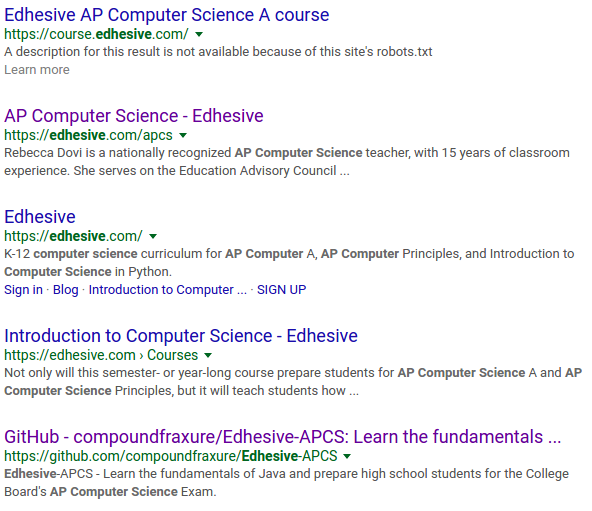 Edhesive AP Computer Science A course
https://course.edhesive.com/
A description for this result is not available because of this site's robots.txt
Learn more
AP Computer Science - Edhesive
https://edhesive.com/apcs
Rebecca Dovi is a nationally recognized AP Computer Science teacher, with 15 years of classroom
experience. She serves on the Education Advisory Council ...
Edhesive
https://edhesive.com/
K-12 computer science curriculum for AP Computer A, AP Computer Principles, and Introduction to
Computer Science in Python.
Sign in · Blog · Introduction to Computer ... · SIGN UP
Introduction to Computer Science - Edhesive
https://edhesive.com › Courses
Not only will this semester- or year-long course prepare students for AP Computer Science A and AP
Computer Science Principles, but it will teach students how ...
GitHub - compoundfraxure/Edhesive-APCS: Learn the fundamentals ...
https://github.com/compoundfraxure/Edhesive-APCS
Edhesive-APCS - Learn the fundamentals of Java and prepare high school students for the College
Board's AP Computer Science Exam.